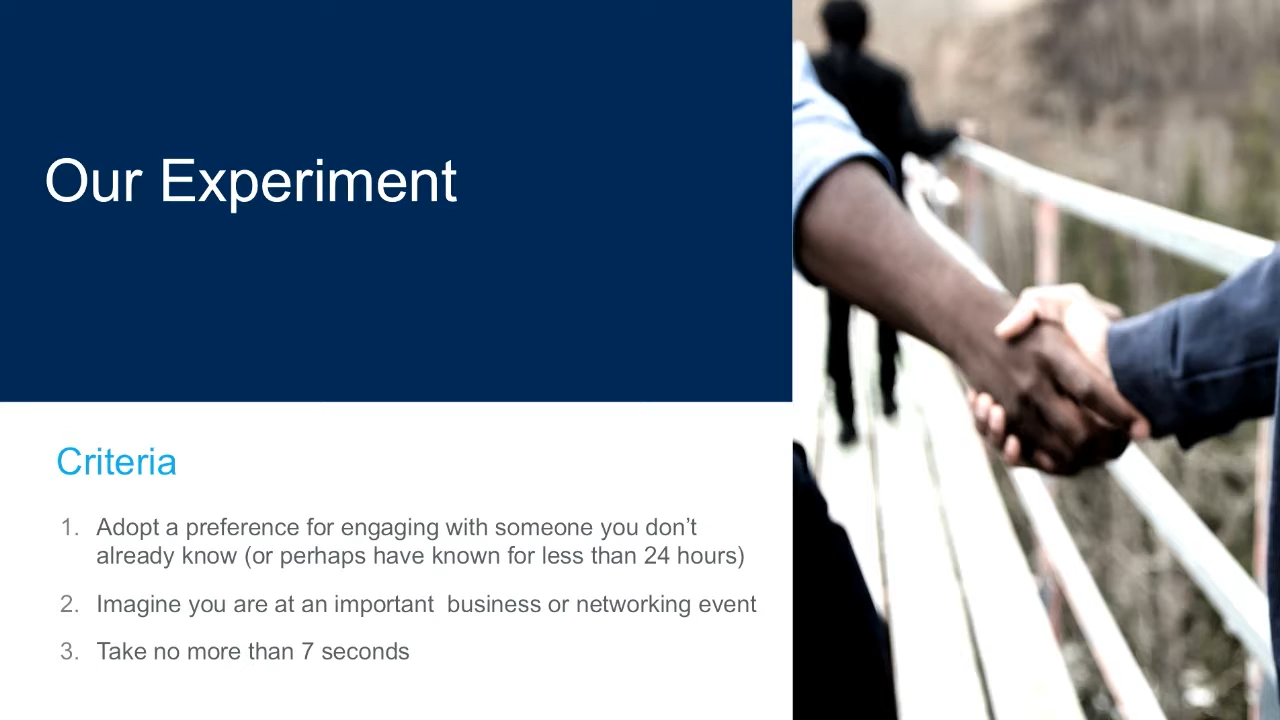 Our Experiment
Criteria
1. Adopt a preference for engaging with someone you don’t
already know (or perhaps have known for less than 24 hours)
2. Imagine you are at an important  business or networking event
3. Take no more than 7 seconds